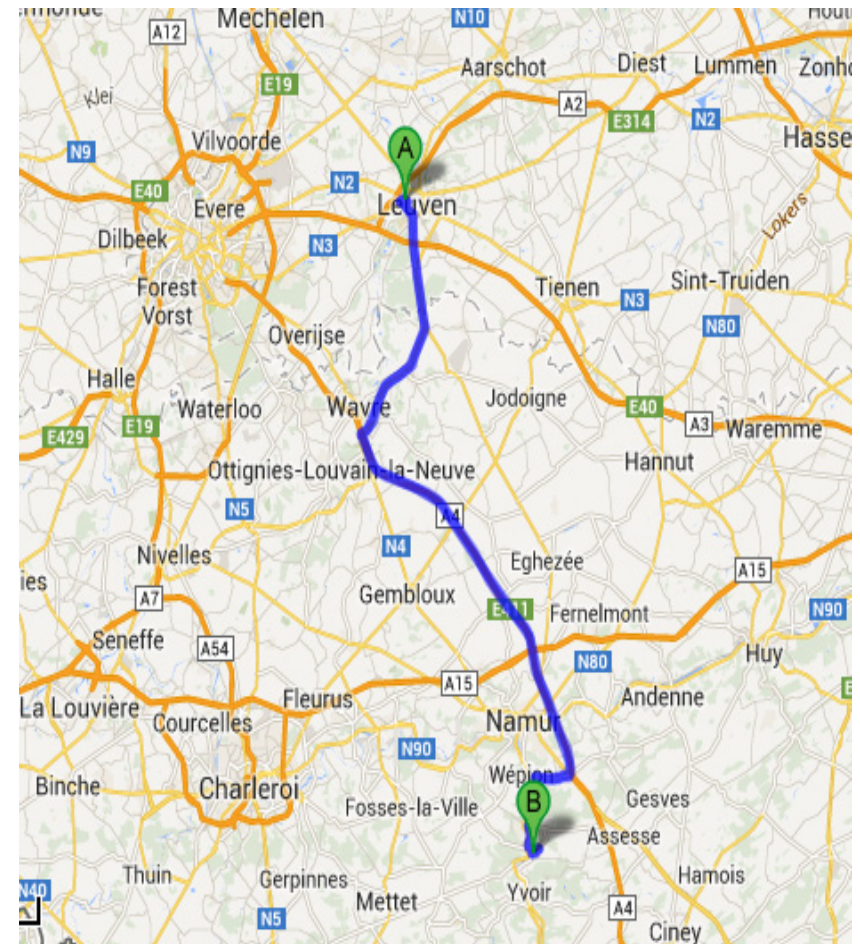 Mechelen
N10
A12
Aarschot
Diest
Lummen
E19
Klei
A2
E314
N2
Vilvoorde
Hasse
N9
A
N2
E40
Evere
Leuven
Lokers
Dilbeek
N3
Forest
Vorst
Tienen
Sint-Truiden
N3
N80
Overijse
Halle
Waterloo
Wavre
Jodoigne
E40
A3
Waremme
E429
E19
Hannut
Ottignies-Louvain-la-Neuve
N5
A4
N4
Nivelles
Eghezée
A15
ies
Gembloux
A7
E411
Fernelmont
N90
Seneffe
A54
N80
Huy
A15
Fleurus
Andenne
La Louvière
Courcelles
Namur
N90
Wépion
Binche
Charleroi
B
Gesves
Fosses-la-Ville
Assesse
Thuin
Gerpinnes
Hamois
N40
Mettet
Yvoir
N5
A4
Ciney